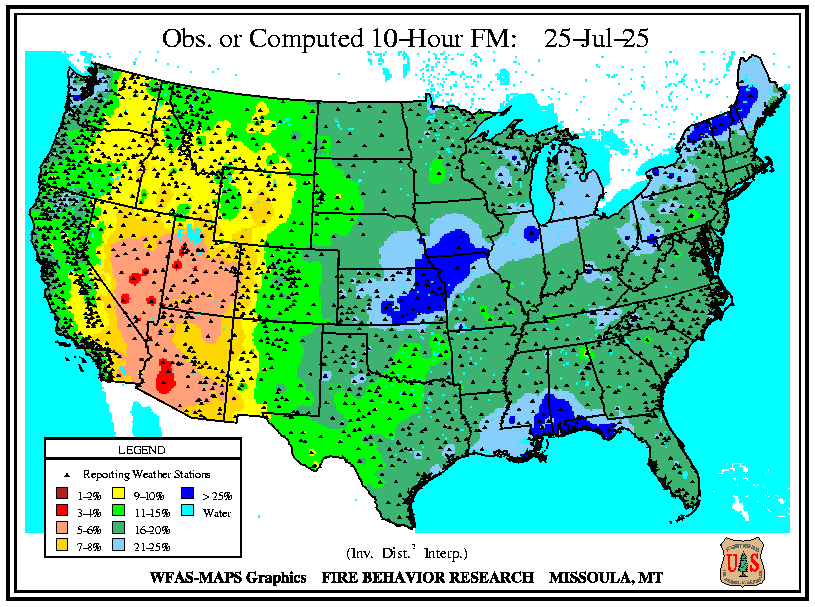 Obs. or Computed 10-Hour FM: 25-Jul-25
LEGEND
Reporting Weather Stations
1-2% 9-10% > 25%
3-4% 11-15% Water
5-6% 16-20%
7-8% 21-25%
(Inv. Dist.² Interp.)
WFAS-MAPS Graphics FIRE BEHAVIOR RESEARCH MISSOULA, MT
U S